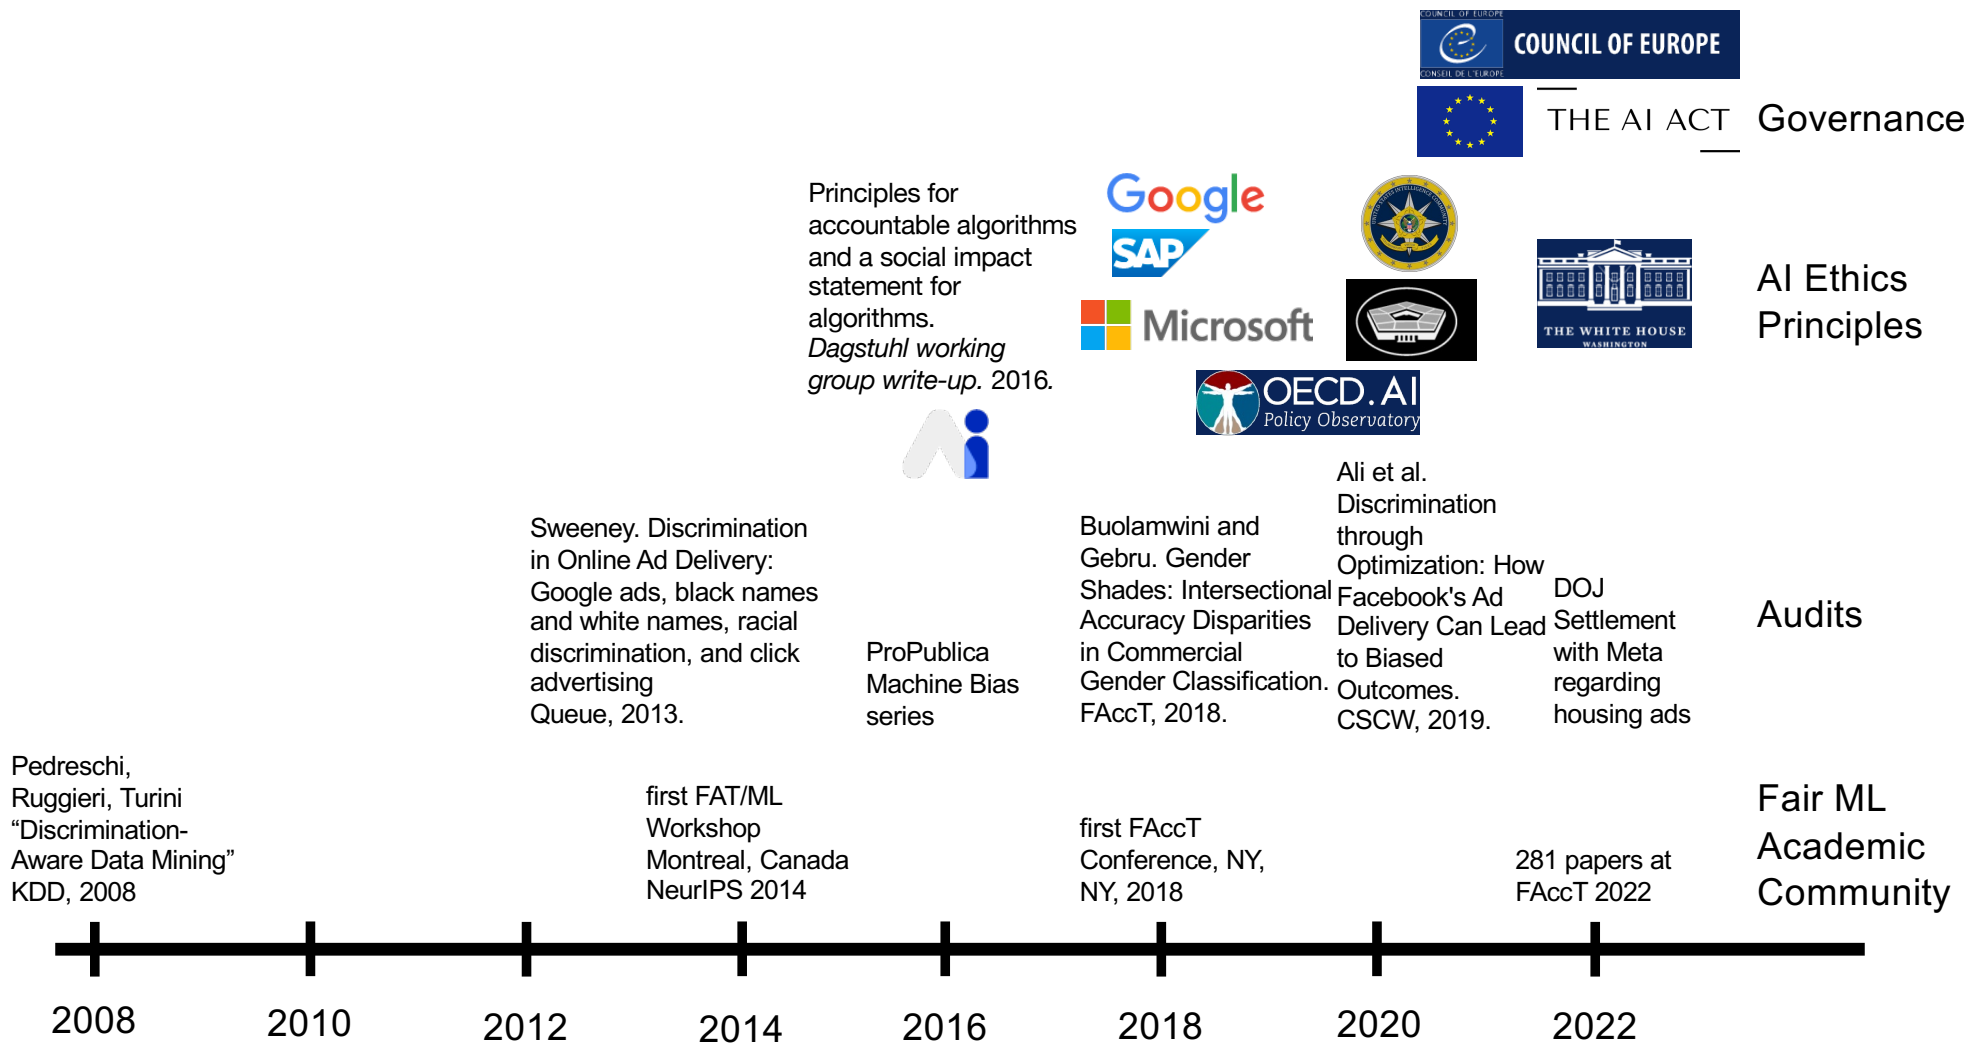 COUNCIL OF EUROPE
COUNCIL OF EUROPE
CONSEIL DE L'EUROPE
THE AI ACT
Governance
Principles for
accountable algorithms
and a social impact
statement for
algorithms.
Dagstuhl working
group write-up. 2016.
Google
SAP
Microsoft
UNITED STATES INTELLIGENCE COMMUNITY
THE WHITE HOUSE
WASHINGTON
OECD.AI
Policy Observatory
AI Ethics
Principles
Ai
Sweeney. Discrimination
in Online Ad Delivery:
Google ads, black names
and white names, racial
discrimination, and click
advertising
Queue, 2013.
ProPublica
Machine Bias
series
Buolamwini and
Gebru. Gender
Shades: Intersectional
Accuracy Disparities
in Commercial
Gender Classification.
FAccT, 2018.
Ali et al.
Discrimination
through
Optimization: How
Facebook's Ad
Delivery Can Lead
to Biased
Outcomes.
CSCW, 2019.
DOJ
Settlement
with Meta
regarding
housing ads
Audits
Pedreschi,
Ruggieri, Turini
“Discrimination-
Aware Data Mining”
KDD, 2008
first FAT/ML
Workshop
Montreal, Canada
NeurIPS 2014
first FAccT
Conference, NY,
NY, 2018
281 papers at
FAccT 2022
Fair ML
Academic
Community
2008
2010
2012
2014
2016
2018
2020
2022